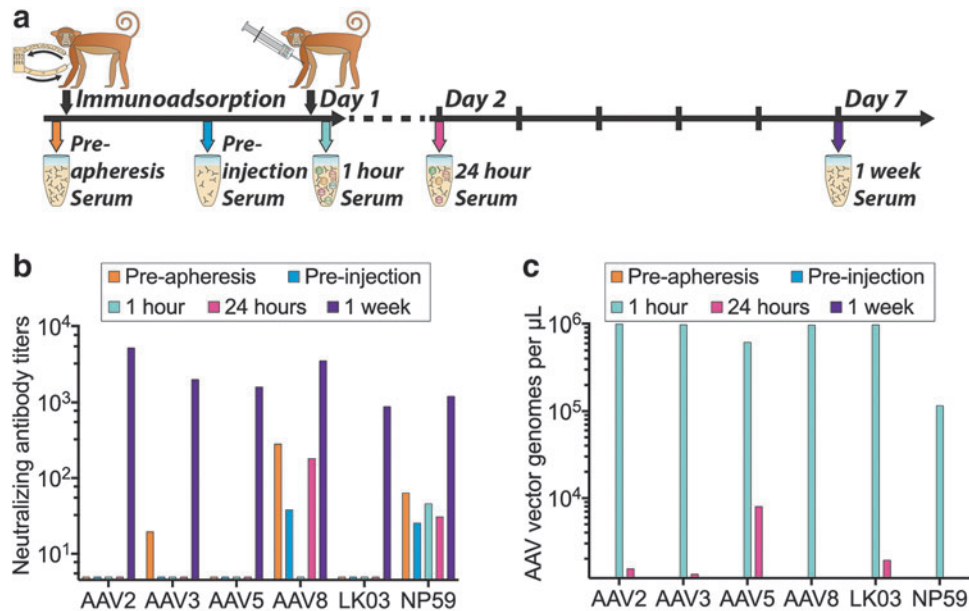 a
Immunoadsorption
Day 1
Day 2
Day 7
Pre-
apheresis
Serum
Pre-
injection
Serum
1 hour
Serum
24 hour
Serum
1 week
Serum
b
Pre-apheresis Pre-injection
1 hour 24 hours 1 week
Neutralizing antibody titers
10⁴
10³
10²
10¹
AAV2 AAV3 AAV5 AAV8 LK03 NP59
c
Pre-apheresis Pre-injection
1 hour 24 hours 1 week
AAV vector genomes per µL
10⁶
10⁵
10⁴
AAV2 AAV3 AAV5 AAV8 LK03 NP59